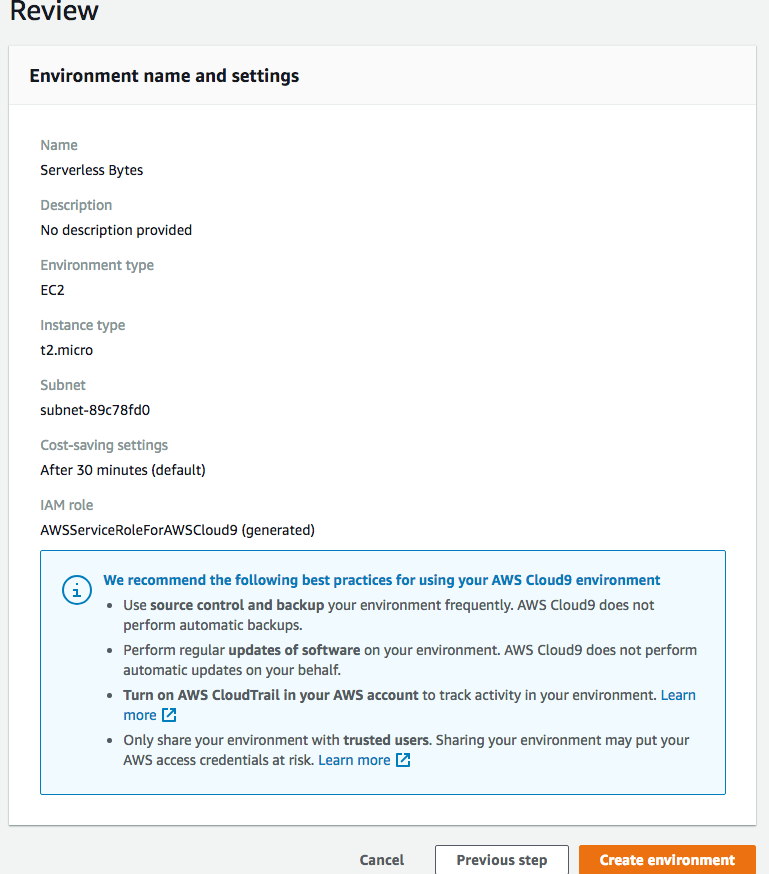 Review
Environment name and settings
Name
Serverless Bytes
Description
No description provided
Environment type
EC2
Instance type
t2.micro
Subnet
subnet-89c78fd0
Cost-saving settings
After 30 minutes (default)
IAM role
AWSServiceRoleForAWSCloud9 (generated)
We recommend the following best practices for using your AWS Cloud9 environment
• Use source control and backup your environment frequently. AWS Cloud9 does not
perform automatic backups.
• Perform regular updates of software on your environment. AWS Cloud9 does not perform
automatic updates on your behalf.
• Turn on AWS CloudTrail in your AWS account to track activity in your environment. Learn
more
• Only share your environment with trusted users. Sharing your environment may put your
AWS access credentials at risk. Learn more
Cancel Previous step Create environment